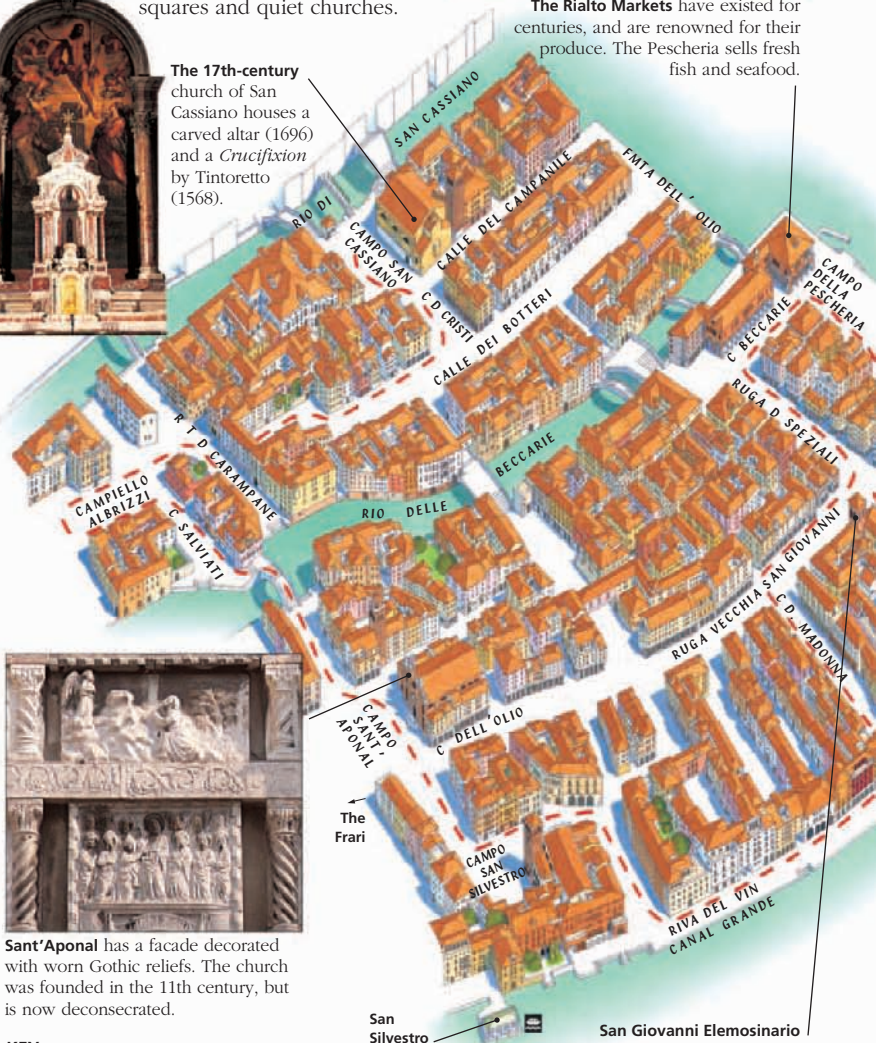 squares and quiet churches.
The Rialto Markets have existed for
centuries, and are renowned for their
produce. The Pescheria sells fresh
fish and seafood.
The 17th-century
church of San
Cassiano houses a
carved altar (1696)
and a Crucifixion
by Tintoretto
(1568).
RIO DI
SAN CASSIANO
CAMPO SAN
CASSIANO
CALLE DEL CAMPANILE
FMTA DELL' OLIO
C D CRISTI
CALLE DEI BOTTERI
CAMPO
DELLA
PESCHERIA
C BECCARIE
RUGA D SPEZIALI
R T D CARAMPANE
CAMPIELLO
ALBRIZZI
C SALVIATI
RIO DELLE
BECCARIE
RUGA VECCHIA SAN GIOVANNI
C D. MADONNA
CAMPO
SANT'
APONAL
C DELL'OLIO
The
Frari
CAMPO
SAN
SILVESTRO
RIVA DEL VIN
CANAL GRANDE
Sant'Aponal has a facade decorated
with worn Gothic reliefs. The church
was founded in the 11th century, but
is now deconsecrated.
San
Silvestro
San Giovanni Elemosinario